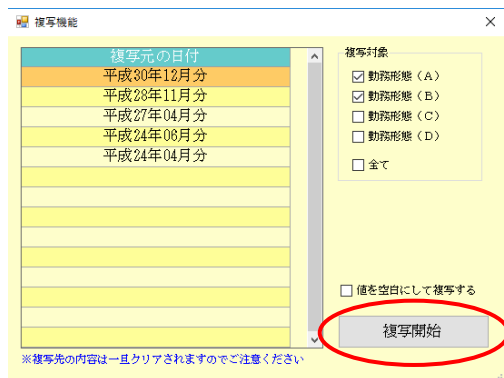 複写機能
複写元の日付
平成30年12月分
平成28年11月分
平成27年04月分
平成24年06月分
平成24年04月分
複写対象
勤務形態（A）
勤務形態（B）
勤務形態（C）
勤務形態（D）
全て
値を空白にして複写する
複写開始
※複写先の内容は一旦クリアされますのでご注意ください